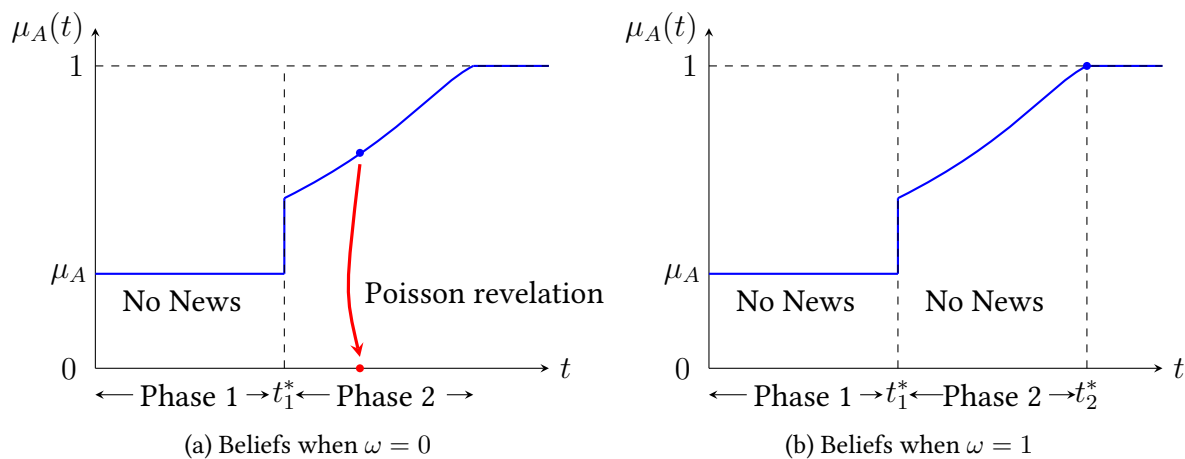 μ_A(t)
1
μ_A
No News
Poisson revelation
0
t
Phase 1
t_1^*
Phase 2
(a) Beliefs when ω = 0
μ_A(t)
1
μ_A
No News
No News
0
t
Phase 1
t_1^*
Phase 2
t_2^*
(b) Beliefs when ω = 1